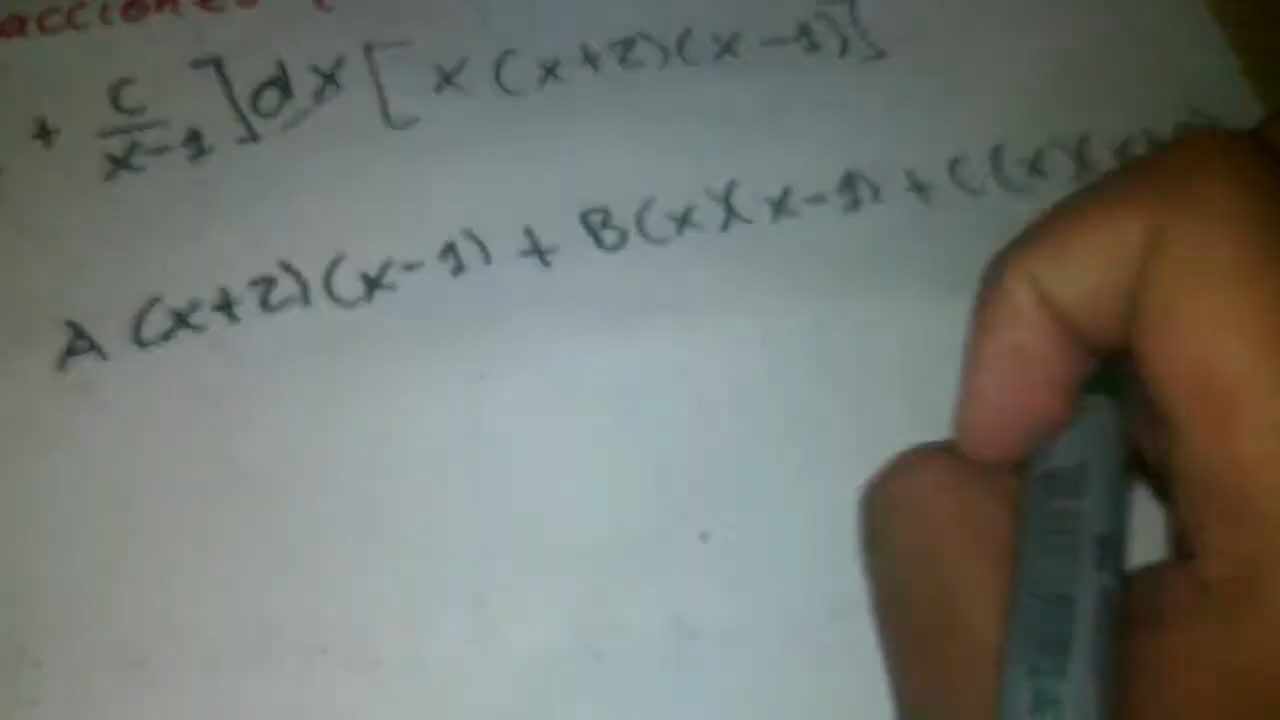 + C/x-1 ] dx [ x (x+2)(x-1)]
A (x+2)(x-1) + B(x)(x-1) + C(x)(